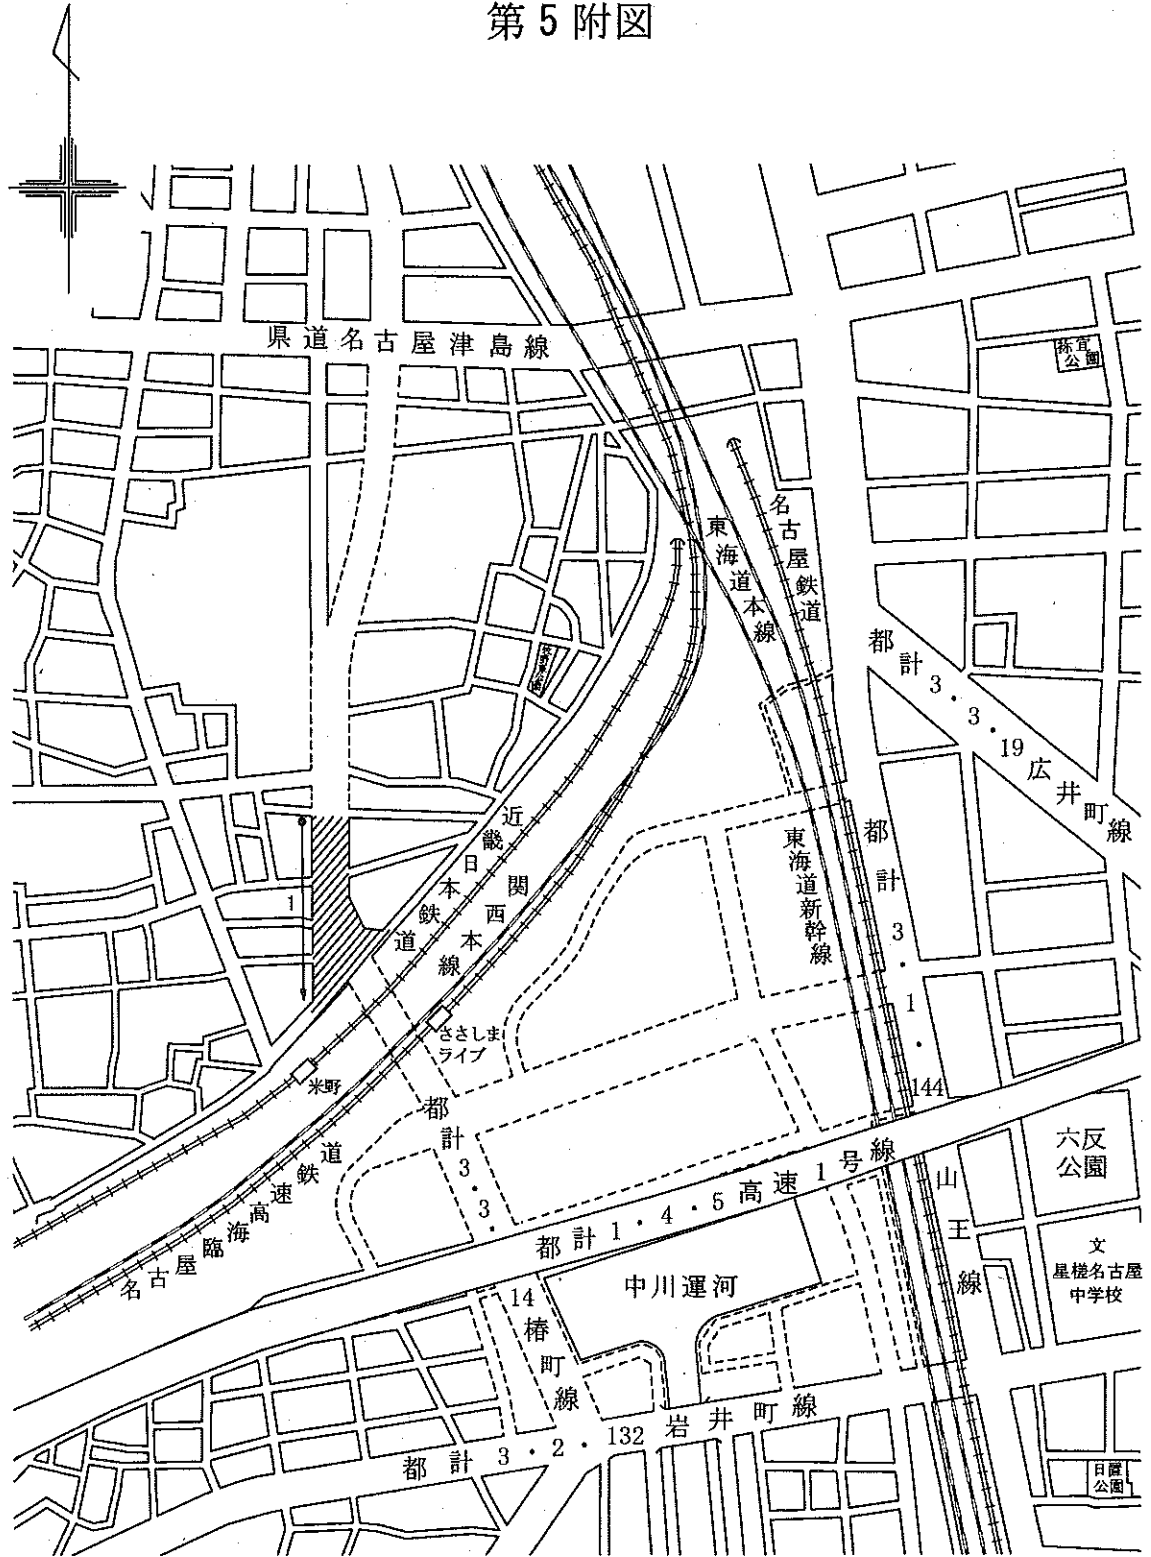 第5附図
県道名古屋津島線
祢宜
公園
名古屋鉄道
東海道本線
都計3・3・19広井町線
近畿日本鉄道
関西本線
東海道新幹線
都計3・1・144山王線
1
ささしま
ライブ
米野
都計3・3・14椿町線
名古屋臨海高速鉄道
都計1・4・5高速1号線
六反
公園
文
星槎名古屋
中学校
中川運河
都計3・2・132岩井町線
日置
公園